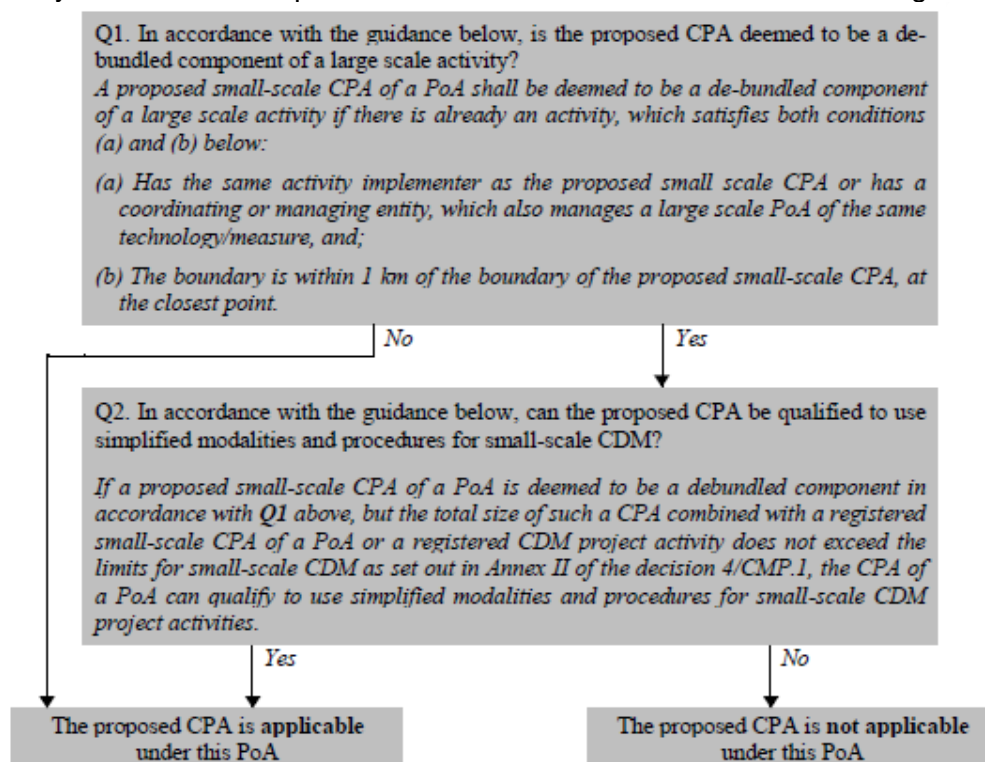 Q1. In accordance with the guidance below, is the proposed CPA deemed to be a de-
bundled component of a large scale activity?
A proposed small-scale CPA of a PoA shall be deemed to be a de-bundled component
of a large scale activity if there is already an activity, which satisfies both conditions
(a) and (b) below:
(a) Has the same activity implementer as the proposed small scale CPA or has a
coordinating or managing entity, which also manages a large scale PoA of the same
technology/measure, and;
(b) The boundary is within 1 km of the boundary of the proposed small-scale CPA, at
the closest point.
No Yes
Q2. In accordance with the guidance below, can the proposed CPA be qualified to use
simplified modalities and procedures for small-scale CDM?
If a proposed small-scale CPA of a PoA is deemed to be a debundled component in
accordance with Q1 above, but the total size of such a CPA combined with a registered
small-scale CPA of a PoA or a registered CDM project activity does not exceed the
limits for small-scale CDM as set out in Annex II of the decision 4/CMP.1, the CPA of
a PoA can qualify to use simplified modalities and procedures for small-scale CDM
project activities.
Yes No
The proposed CPA is applicable
under this PoA
The proposed CPA is not applicable
under this PoA